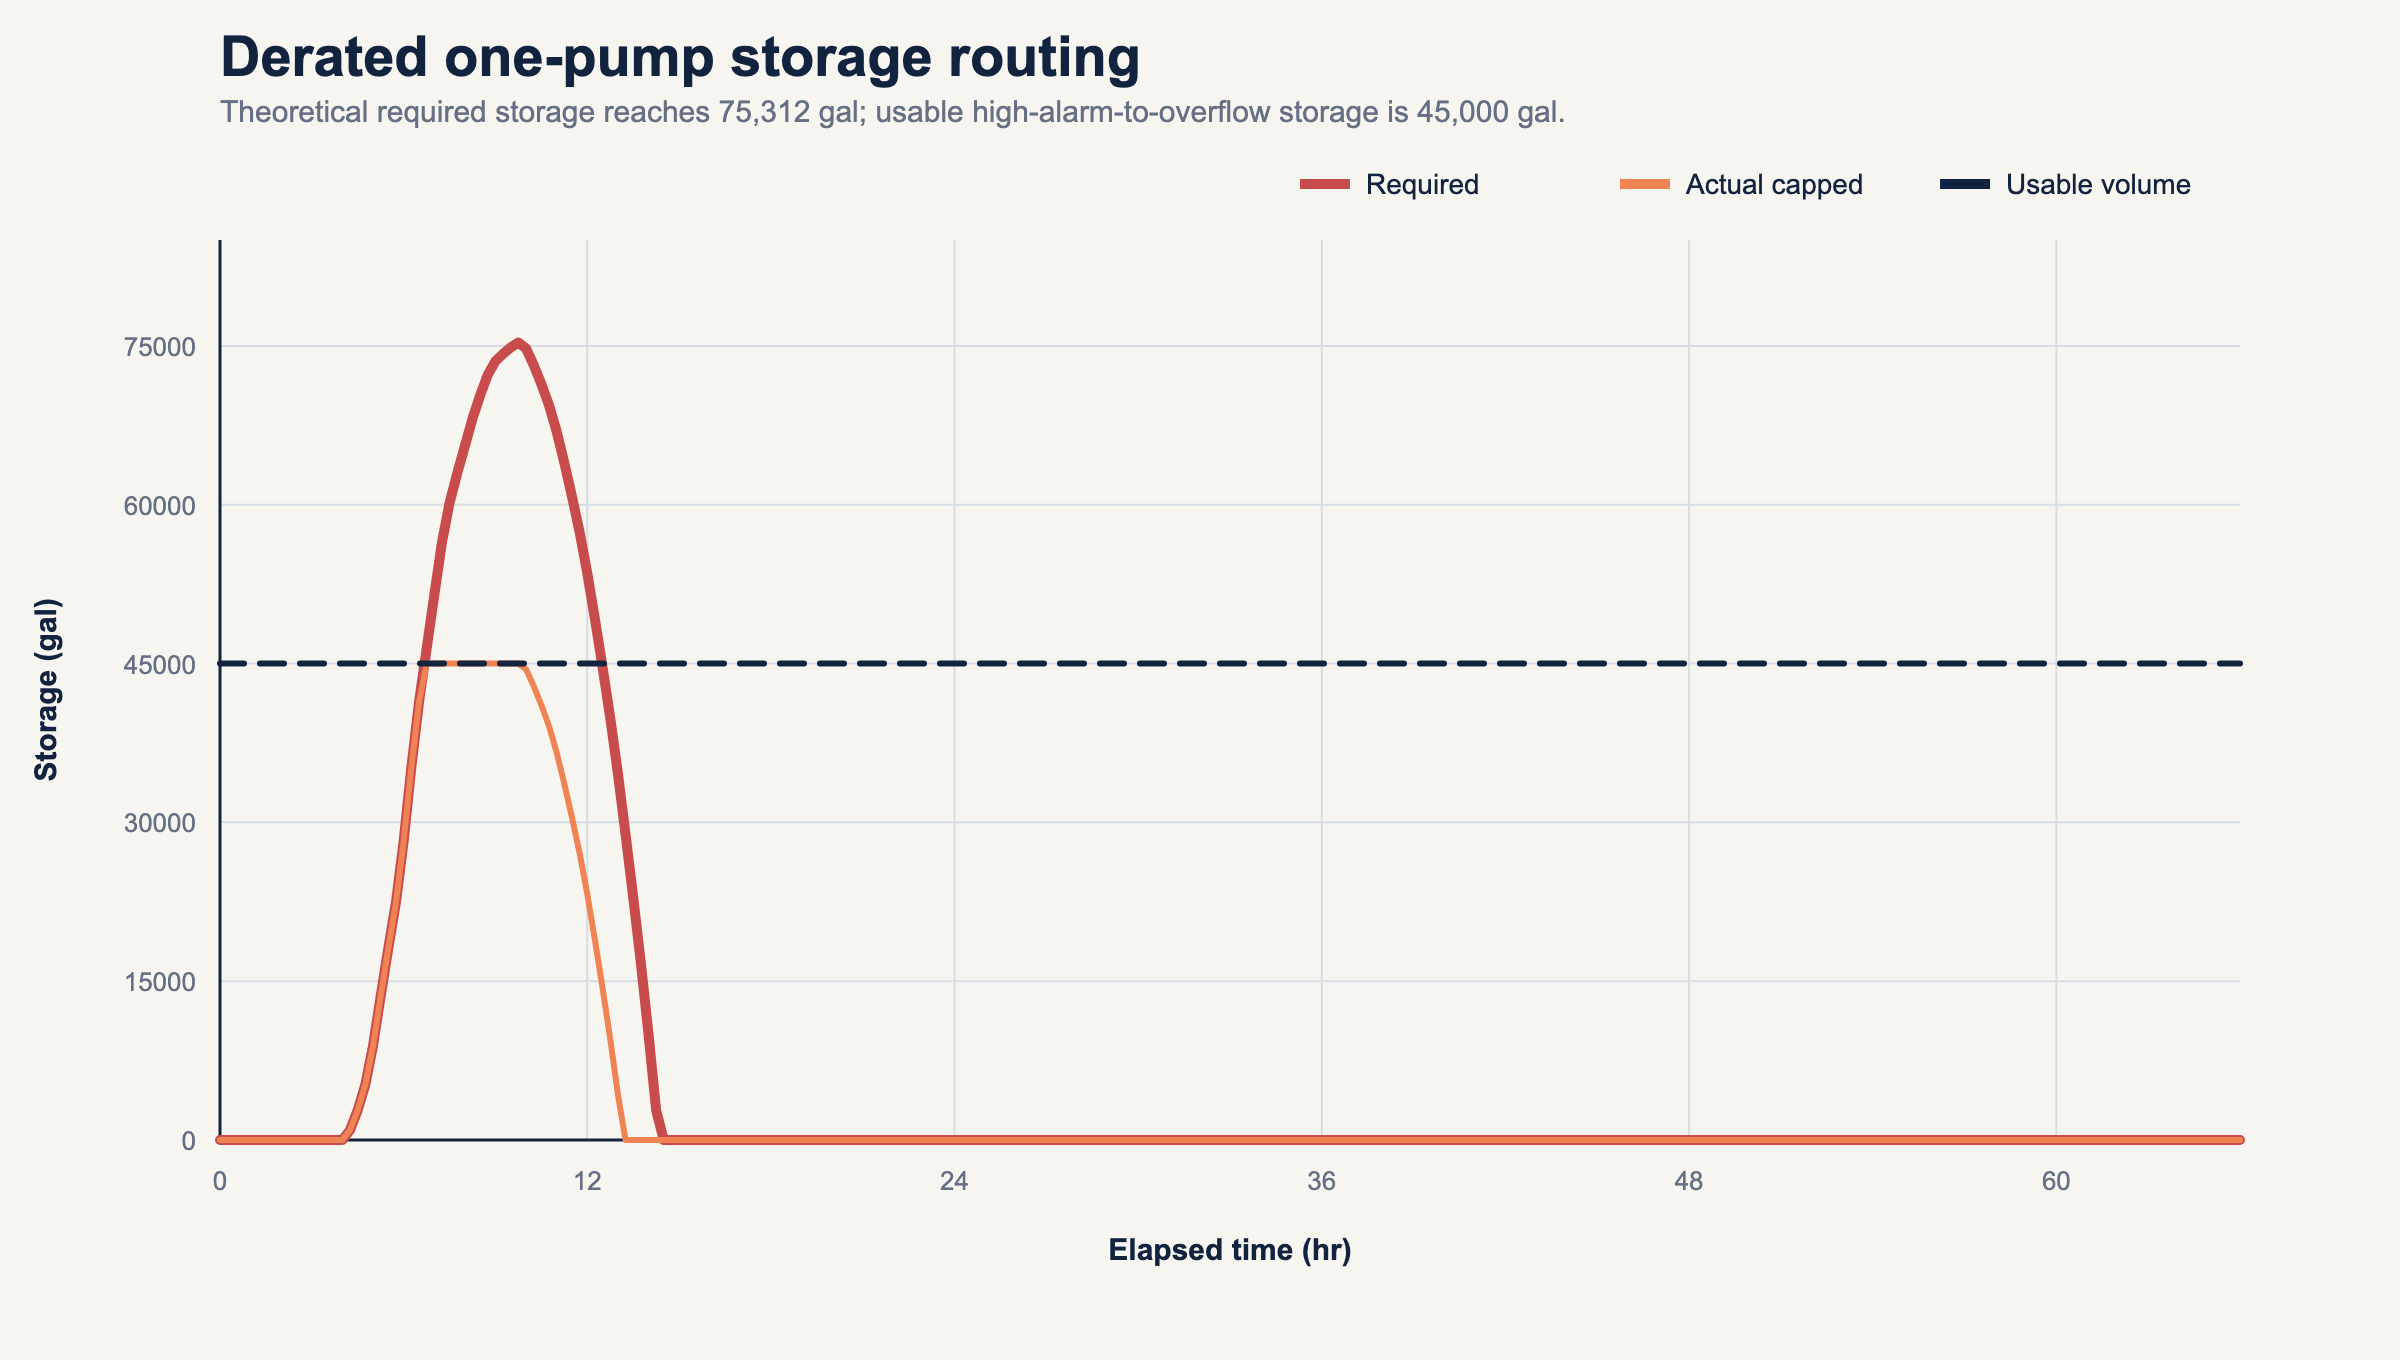 Derated one-pump storage routing
Theoretical required storage reaches 75,312 gal; usable high-alarm-to-overflow storage is 45,000 gal.
Required
Actual capped
Usable volume
75000
60000
45000
30000
15000
0
Storage (gal)
0
12
24
36
48
60
Elapsed time (hr)